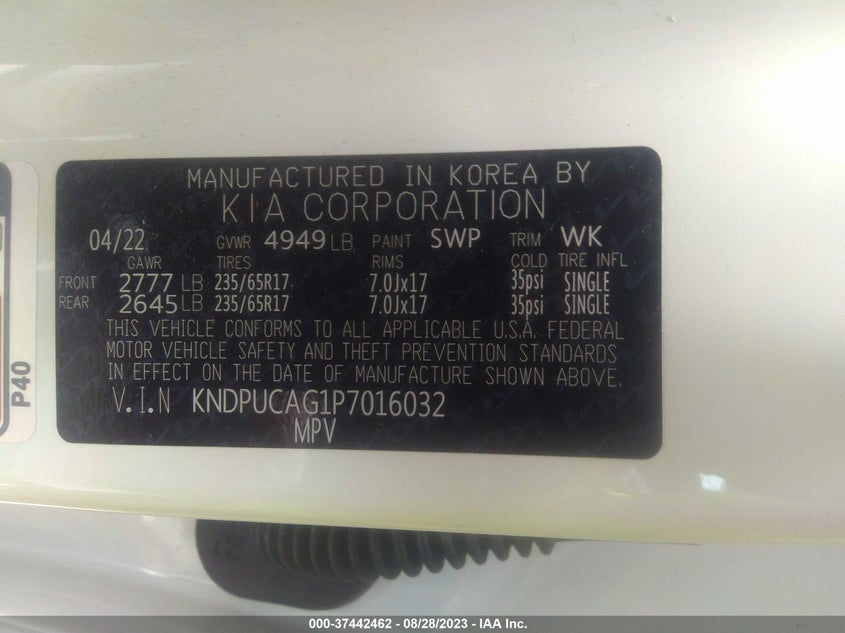 MANUFACTURED IN KOREA BY
KIA CORPORATION
04/22 GVWR 4949 LB PAINT SWP TRIM WK
GAWR TIRES RIMS COLD TIRE INFL
FRONT 2777 LB 235/65R17 7.0Jx17 35psi SINGLE
REAR 2645 LB 235/65R17 7.0Jx17 35psi SINGLE
THIS VEHICLE CONFORMS TO ALL APPLICABLE U.S.A. FEDERAL
MOTOR VEHICLE SAFETY AND THEFT PREVENTION STANDARDS
IN EFFECT ON THE DATE OF MANUFACTURE SHOWN ABOVE.
V.I.N KNDPUCAG1P7016032
MPV
P40
000-37442462 - 08/28/2023 - IAA Inc.